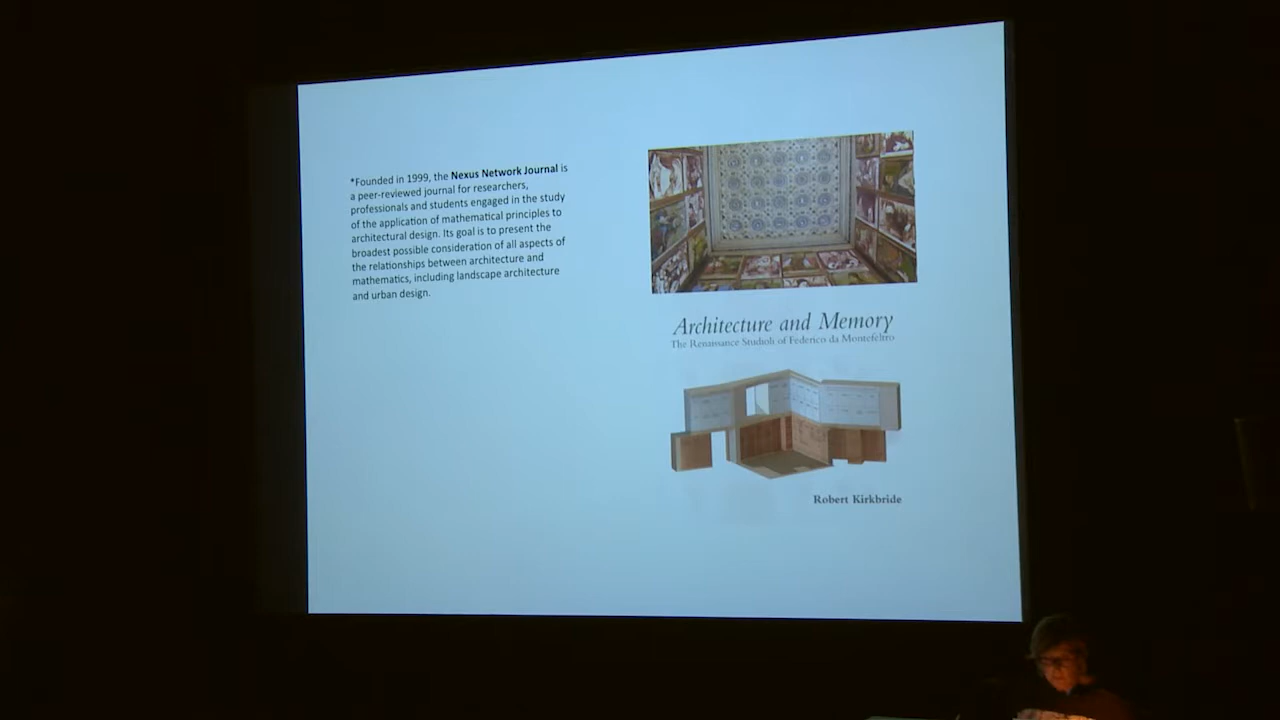 *Founded in 1999, the Nexus Network Journal is
a peer-reviewed journal for researchers,
professionals and students engaged in the study
of the application of mathematical principles to
architectural design. Its goal is to present the
broadest possible consideration of all aspects of
the relationships between architecture and
mathematics, including landscape architecture
and urban design.
Architecture and Memory
The Renaissance Studioli of Federico da Montefeltro
Robert Kirkbride